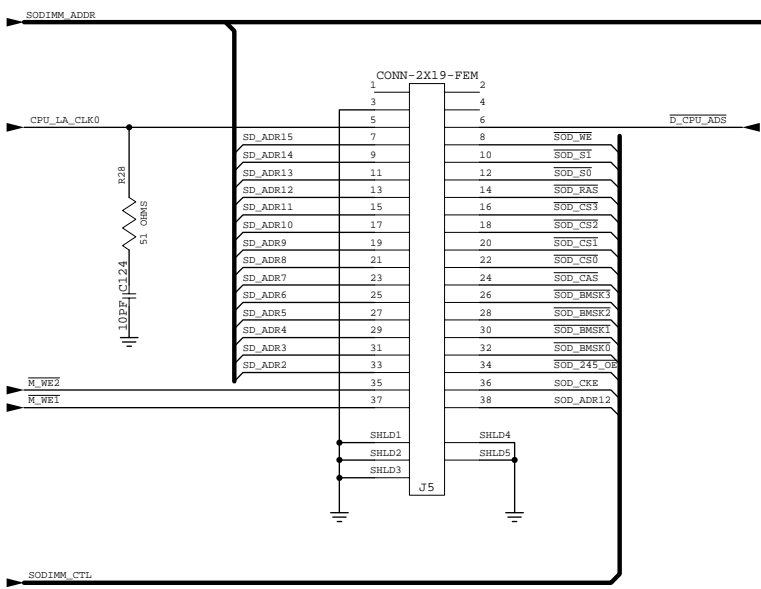 SODIMM_ADDR
CONN-2X19-FEM
1 2
3 4
CPU_LA_CLK0 5 6 D_CPU_ADS
SD_ADR15 7 8 SOD_WE
SD_ADR14 9 10 SOD_S1
SD_ADR13 11 12 SOD_S0
SD_ADR12 13 14 SOD_RAS
SD_ADR11 15 16 SOD_CS3
SD_ADR10 17 18 SOD_CS2
SD_ADR9 19 20 SOD_CS1
SD_ADR8 21 22 SOD_CS0
SD_ADR7 23 24 SOD_CAS
SD_ADR6 25 26 SOD_BMSK3
SD_ADR5 27 28 SOD_BMSK2
SD_ADR4 29 30 SOD_BMSK1
SD_ADR3 31 32 SOD_BMSK0
SD_ADR2 33 34 SOD_245_OE
M_WE2 35 36 SOD_CKE
M_WE1 37 38 SOD_ADR12
R28
51 OHMS
C124
10PF
SHLD1 SHLD4
SHLD2 SHLD5
SHLD3
J5
SODIMM_CTL